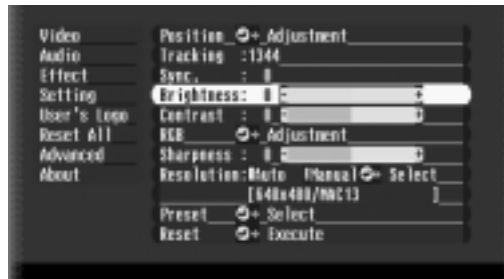 Video
Audio
Effect
Setting
User's Logo
Reset All
Advanced
About
Position Adjustment
Tracking :1344
Sync. : 0
Brightness: 0 - +
Contrast : 0 - +
RGB Adjustment
Sharpness : 0 - +
Resolution: Auto Manual Select
[640x480/MAC13 ]
Preset Select
Reset Execute